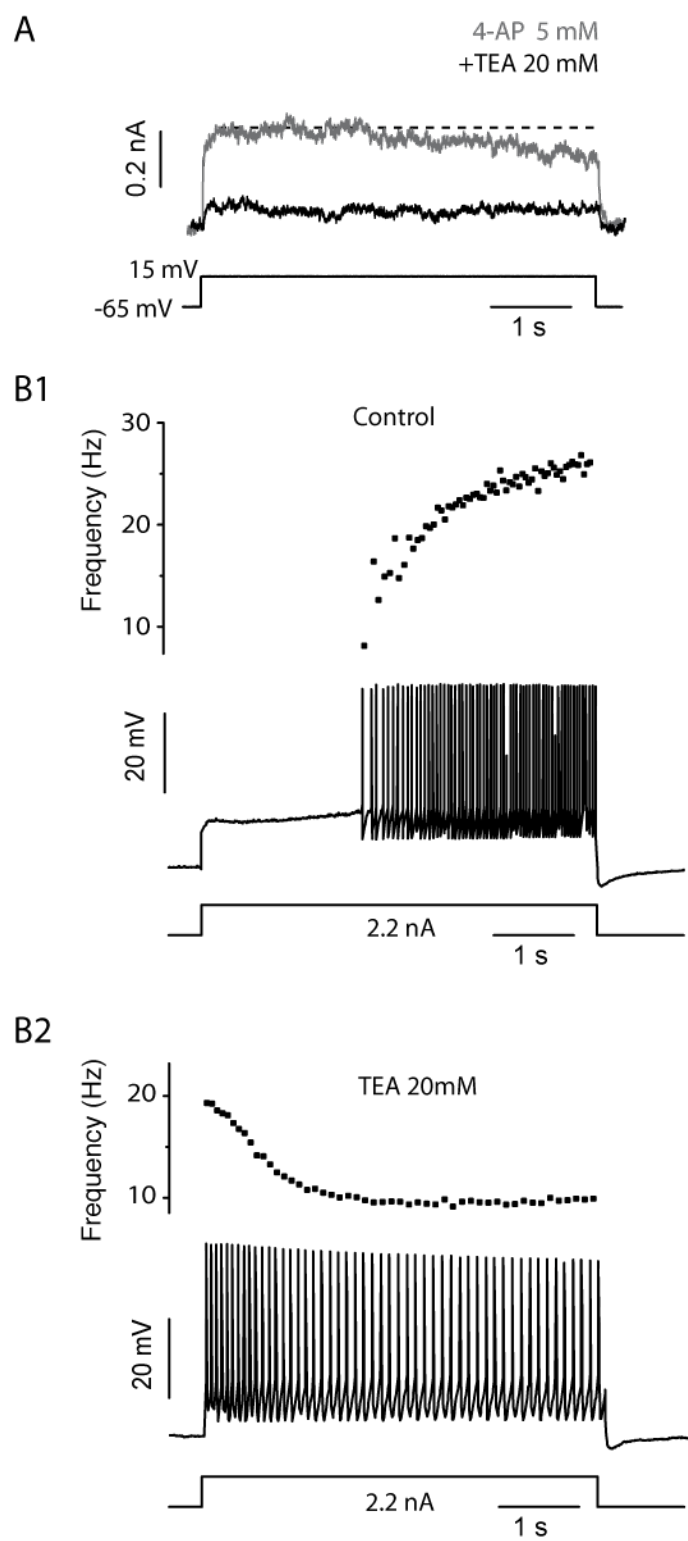 A
4-AP 5 mM
+TEA 20 mM
0.2 nA
15 mV
-65 mV
1 s
B1
Control
Frequency (Hz)
30
20
10
20 mV
2.2 nA
1 s
B2
TEA 20mM
Frequency (Hz)
20
10
20 mV
2.2 nA
1 s